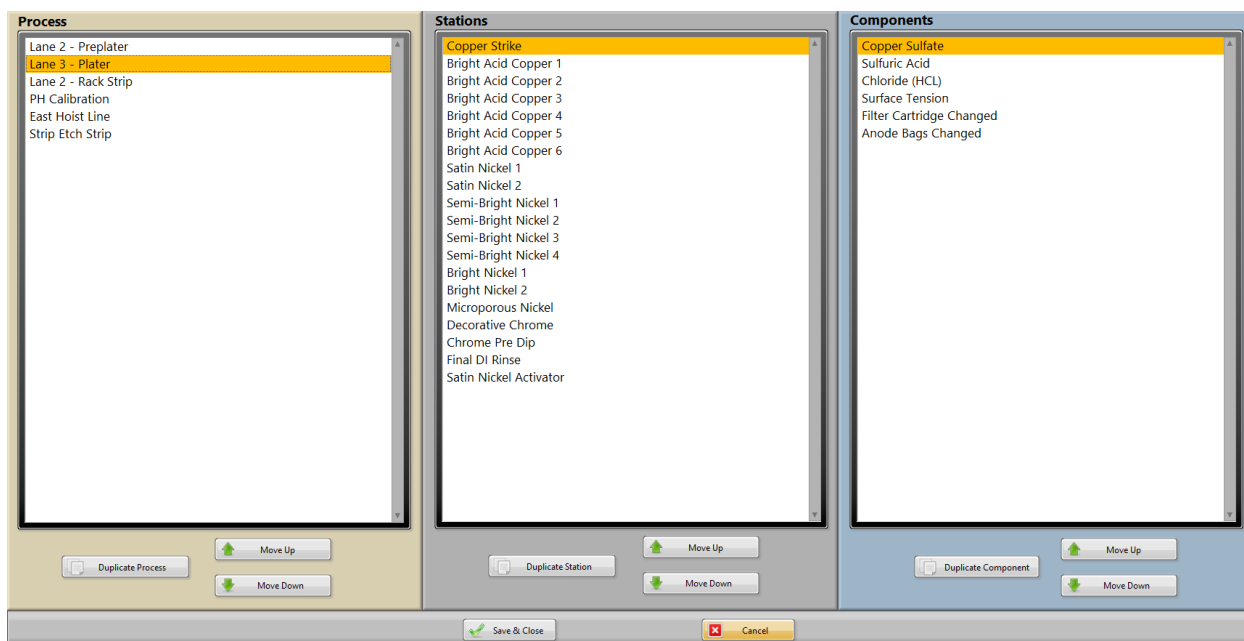 Process
Lane 2 - Preplater
Lane 3 - Plater
Lane 2 - Rack Strip
PH Calibration
East Hoist Line
Strip Etch Strip
Duplicate Process
Move Up
Move Down
Stations
Copper Strike
Bright Acid Copper 1
Bright Acid Copper 2
Bright Acid Copper 3
Bright Acid Copper 4
Bright Acid Copper 5
Bright Acid Copper 6
Satin Nickel 1
Satin Nickel 2
Semi-Bright Nickel 1
Semi-Bright Nickel 2
Semi-Bright Nickel 3
Semi-Bright Nickel 4
Bright Nickel 1
Bright Nickel 2
Microporous Nickel
Decorative Chrome
Chrome Pre Dip
Final DI Rinse
Satin Nickel Activator
Duplicate Station
Move Up
Move Down
Components
Copper Sulfate
Sulfuric Acid
Chloride (HCL)
Surface Tension
Filter Cartridge Changed
Anode Bags Changed
Duplicate Component
Move Up
Move Down
Save & Close
Cancel